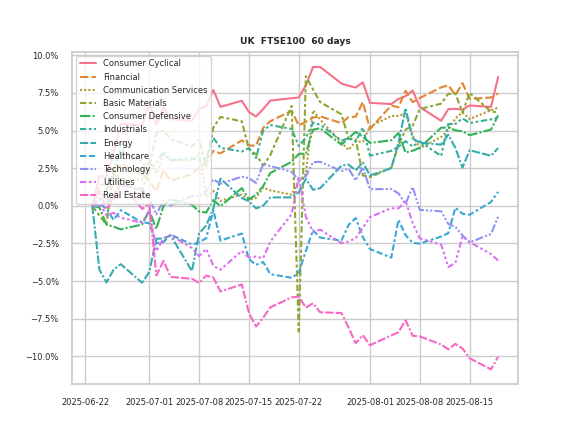 UK  FTSE100  60 days
10.0%
7.5%
5.0%
2.5%
0.0%
−2.5%
−5.0%
−7.5%
−10.0%
Consumer Cyclical
Financial
Communication Services
Basic Materials
Consumer Defensive
Industrials
Energy
Healthcare
Technology
Utilities
Real Estate
2025-06-22 2025-07-01 2025-07-08 2025-07-15 2025-07-22 2025-08-01 2025-08-08 2025-08-15